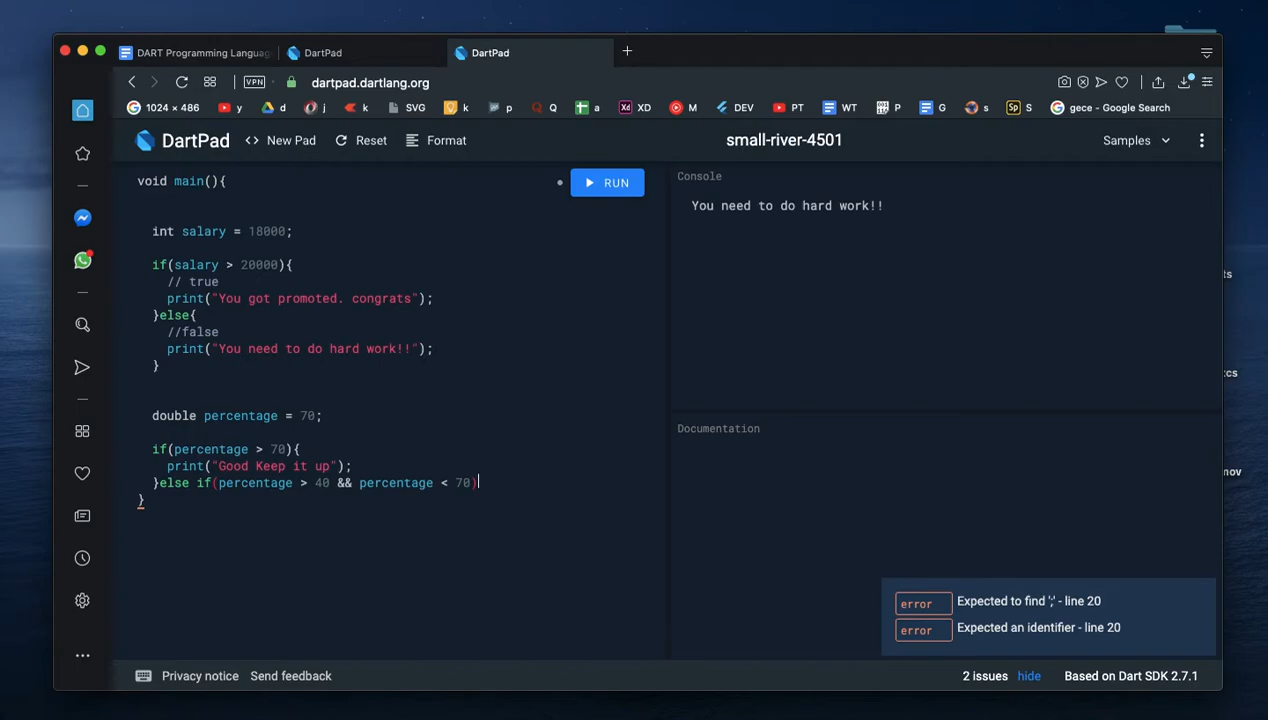 DART Programming Langua
DartPad
DartPad
VPN
dartpad.dartlang.org
1024 × 486
y
d
j
k
SVG
k
p
Q
a
XD
M
DEV
PT
WT
P
G
s
S
gece - Google Search
DartPad
New Pad
Reset
Format
small-river-4501
Samples
void main(){
RUN
int salary = 18000;
if(salary > 20000){
// true
print("You got promoted. congrats");
}else{
//false
print("You need to do hard work!!");
}
double percentage = 70;
if(percentage > 70){
print("Good Keep it up");
}else if(percentage > 40 && percentage < 70)
}
Console
You need to do hard work!!
Documentation
error Expected to find ';' - line 20
error Expected an identifier - line 20
Privacy notice Send feedback
2 issues hide Based on Dart SDK 2.7.1